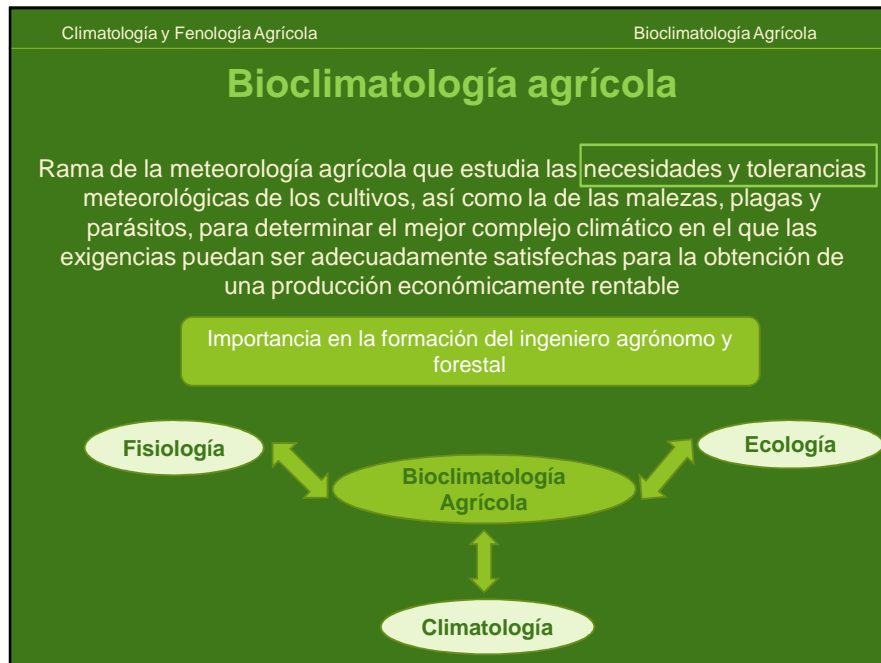 Climatología y Fenología Agrícola Bioclimatología Agrícola
Bioclimatología agrícola
Rama de la meteorología agrícola que estudia las necesidades y tolerancias
meteorológicas de los cultivos, así como la de las malezas, plagas y
parásitos, para determinar el mejor complejo climático en el que las
exigencias puedan ser adecuadamente satisfechas para la obtención de
una producción económicamente rentable
Importancia en la formación del ingeniero agrónomo y
forestal
Fisiología
Ecología
Bioclimatología
Agrícola
Climatología